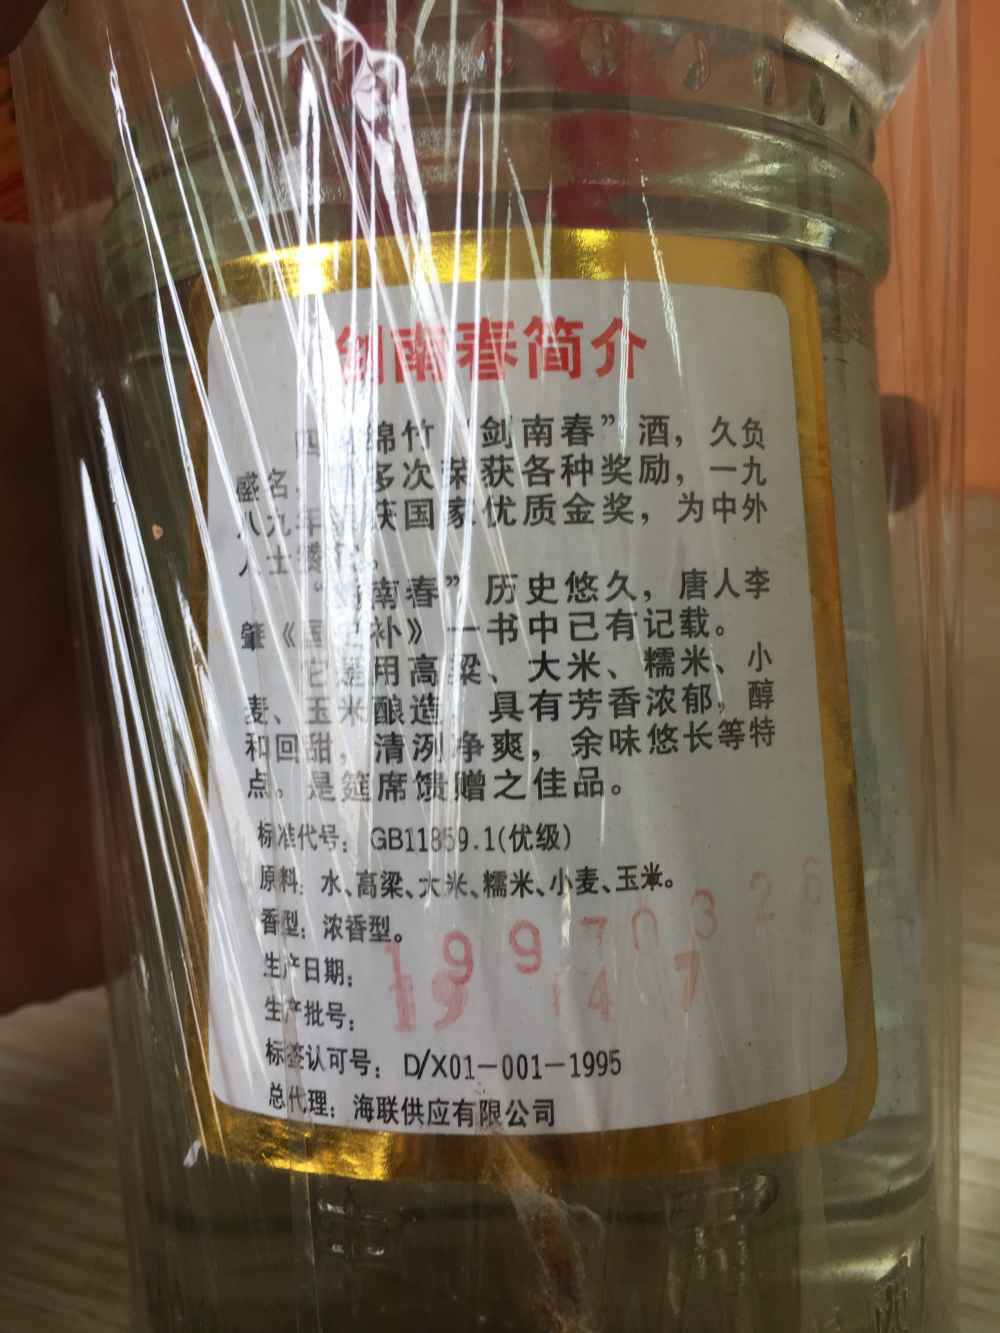 剑南春简介
四 绵竹“剑南春”酒，久负
盛名， 多次荣获各种奖励，一九
八九年 获国家优质金奖，为中外
人士
南春”历史悠久，唐人李
肇《国史补》一书中已有记载。
它是用高粱、大米、糯米、小
麦、玉米酿造，具有芳香浓郁，醇
和回甜，清冽净爽，余味悠长等特
点。是筵席馈赠之佳品。
标准代号：GB11859.1(优级)
原料：水、高粱、大米、糯米、小麦、玉米。
香型：浓香型。
生产日期：19970326
生产批号：19 147
标签认可号：D/X01-001-1995
总代理：海联供应有限公司